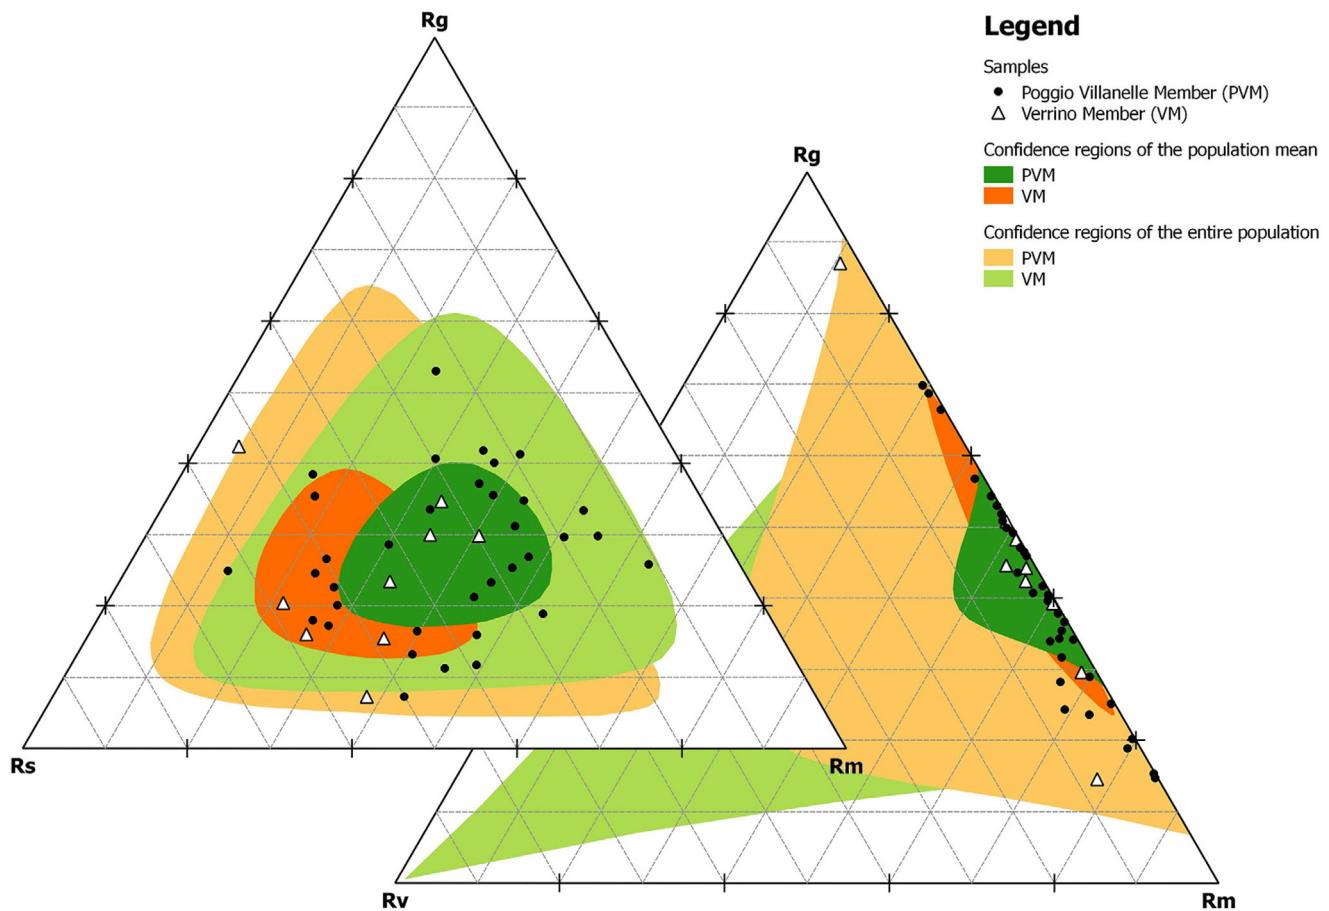 Rg
Rs
Rm
Rg
Rv
Rm
Legend
Samples
Poggio Villanelle Member (PVM)
Verrino Member (VM)
Confidence regions of the population mean
PVM
VM
Confidence regions of the entire population
PVM
VM